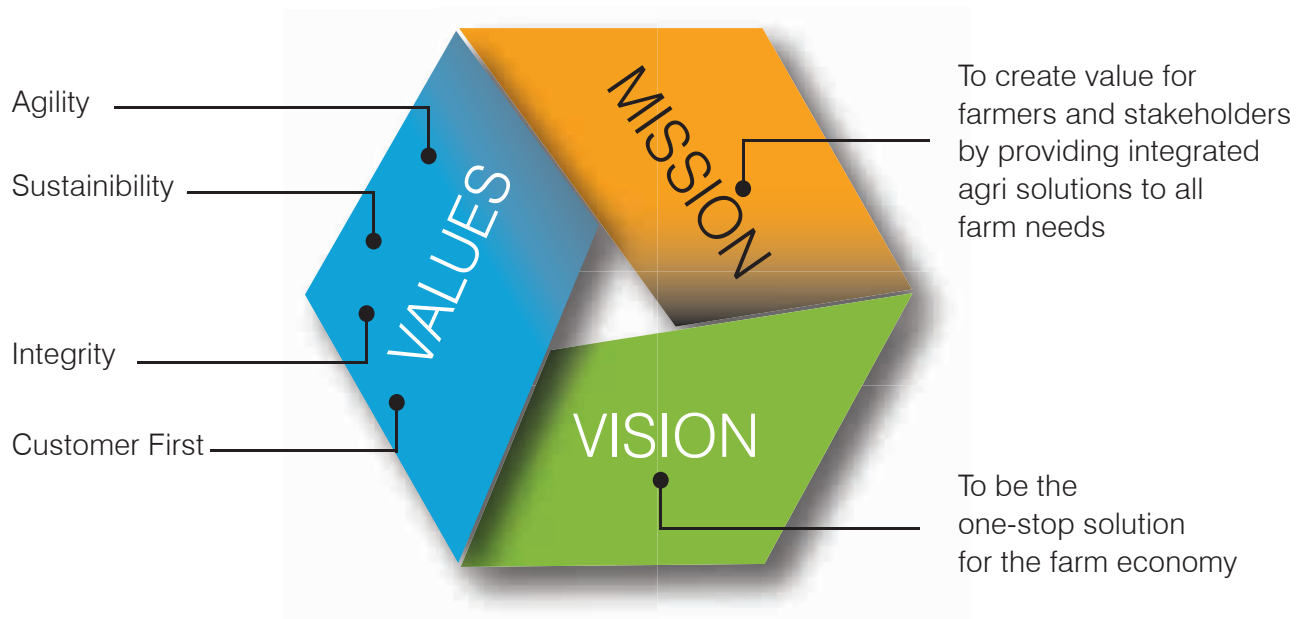 Agility
Sustainibility
Integrity
Customer First
VALUES
MISSION
To create value for
farmers and stakeholders
by providing integrated
agri solutions to all
farm needs
VISION
To be the
one-stop solution
for the farm economy